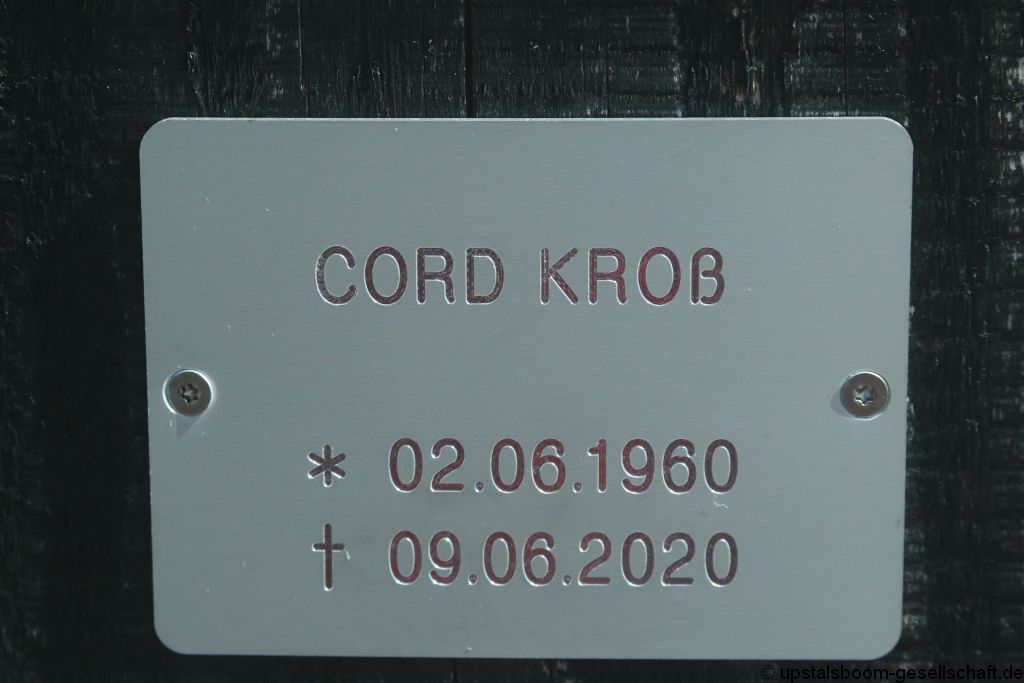 CORD KROß
* 02.06.1960
† 09.06.2020
© upstalsboom-gesellschaft.de